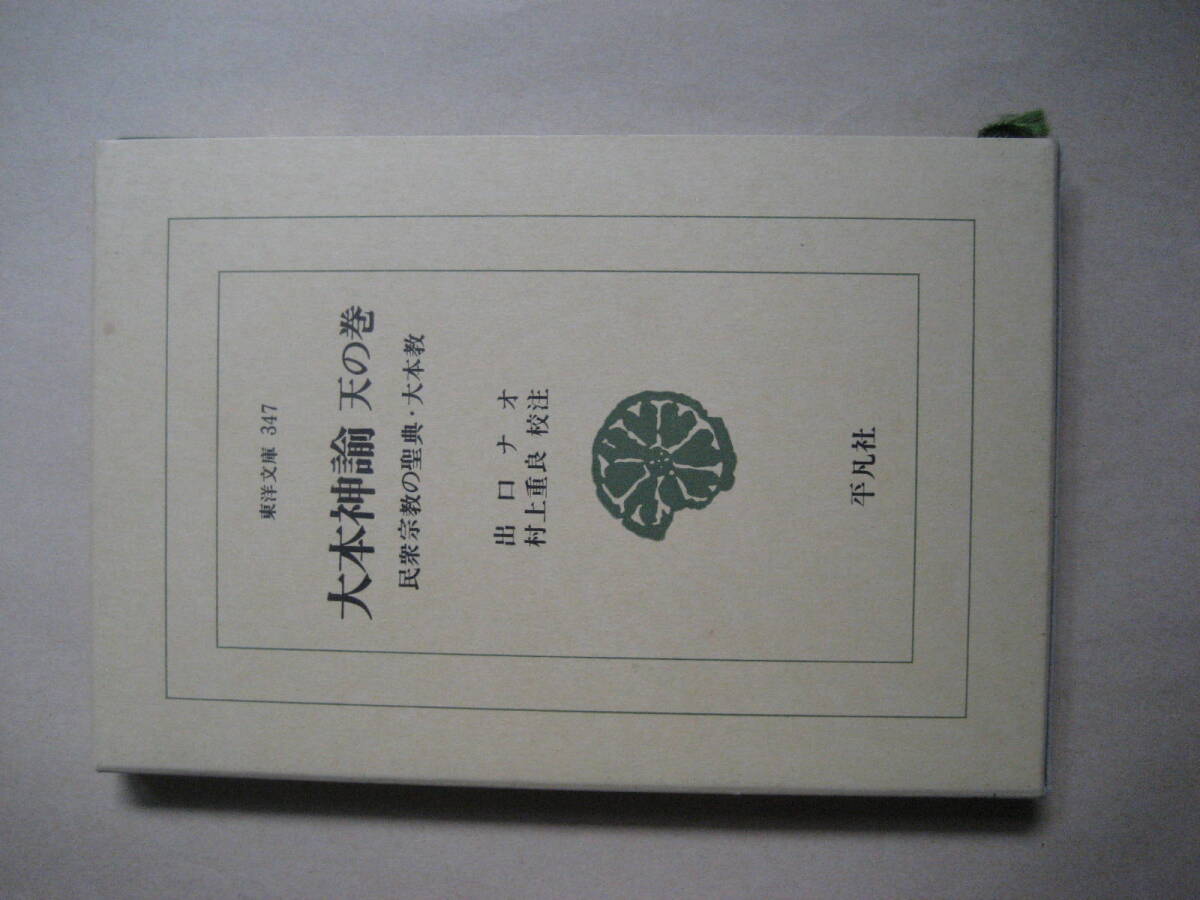 東洋文庫 347
大本神諭 天の巻
民衆宗教の聖典・大本教
出口ナオ
村上重良 校注
平凡社